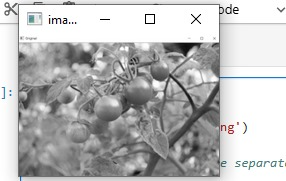 ima...
ode
]:
ng')
e separat